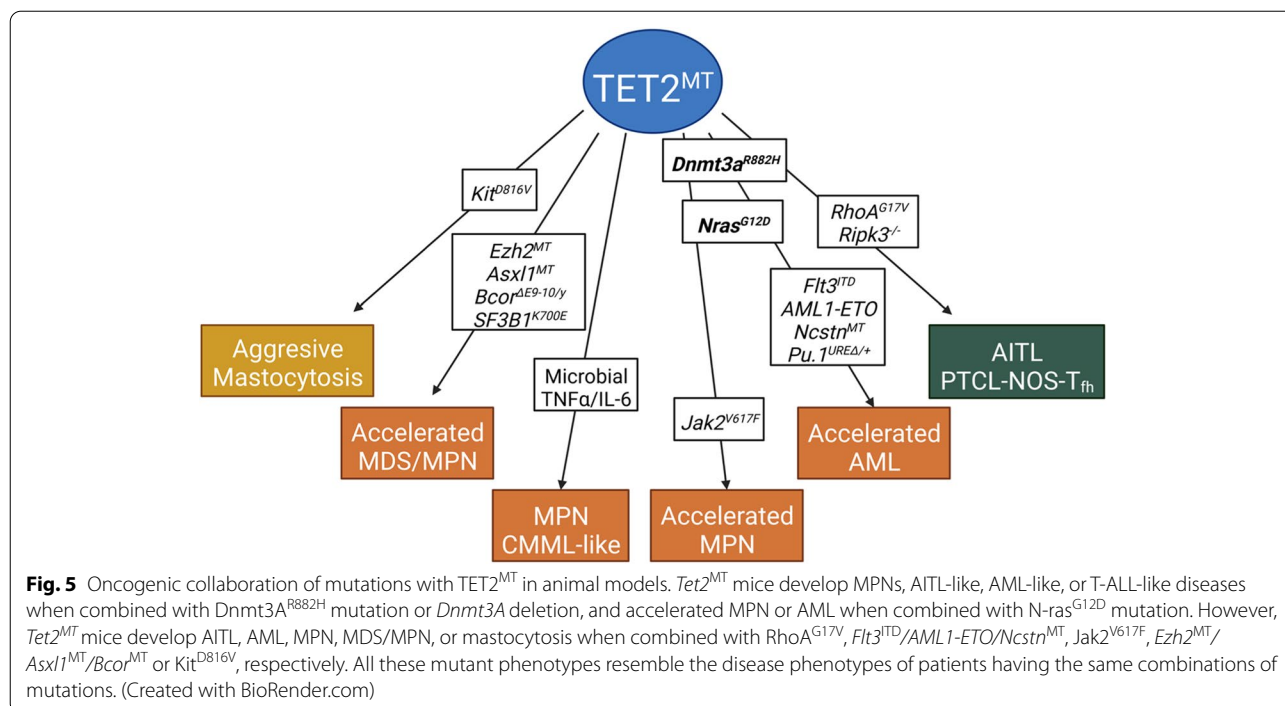 TET2MT
KitD816V
Ezh2MT
Asxl1MT
BcorΔE9-10/y
SF3B1K700E
Microbial
TNFα/IL-6
Dnmt3aR882H
NrasG12D
Jak2V617F
Flt3ITD
AML1-ETO
NcstnMT
Pu.1UREΔ/+
RhoAG17V
Ripk3-/-
Aggresive
Mastocytosis
Accelerated
MDS/MPN
MPN
CMML-like
Accelerated
MPN
Accelerated
AML
AITL
PTCL-NOS-Tfh
Fig. 5 Oncogenic collaboration of mutations with TET2MT in animal models. Tet2MT mice develop MPNs, AITL-like, AML-like, or T-ALL-like diseases
when combined with Dnmt3AR882H mutation or Dnmt3A deletion, and accelerated MPN or AML when combined with N-rasG12D mutation. However,
Tet2MT mice develop AITL, AML, MPN, MDS/MPN, or mastocytosis when combined with RhoAG17V, Flt3ITD/AML1-ETO/NcstnMT, Jak2V617F, Ezh2MT/
Asxl1MT/BcorMT or KitD816V, respectively. All these mutant phenotypes resemble the disease phenotypes of patients having the same combinations of
mutations. (Created with BioRender.com)